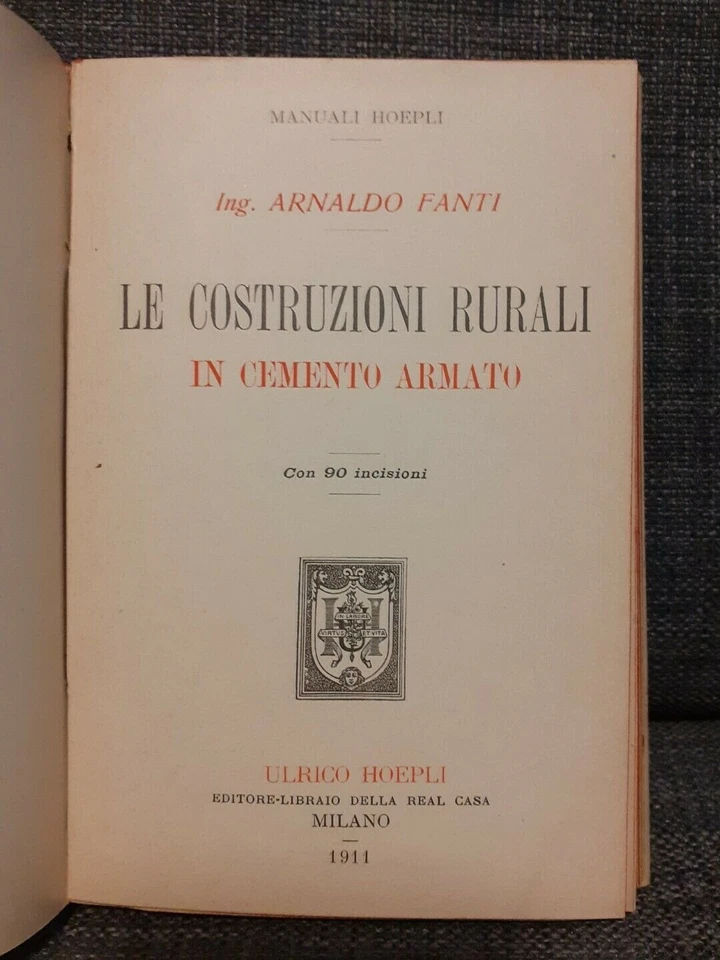 MANUALI HOEPLI
Ing. ARNALDO FANTI
LE COSTRUZIONI RURALI
IN CEMENTO ARMATO
Con 90 incisioni
IN LABORE
VIRTUS ET VITA
ULRICO HOEPLI
EDITORE-LIBRAIO DELLA REAL CASA
MILANO
1911